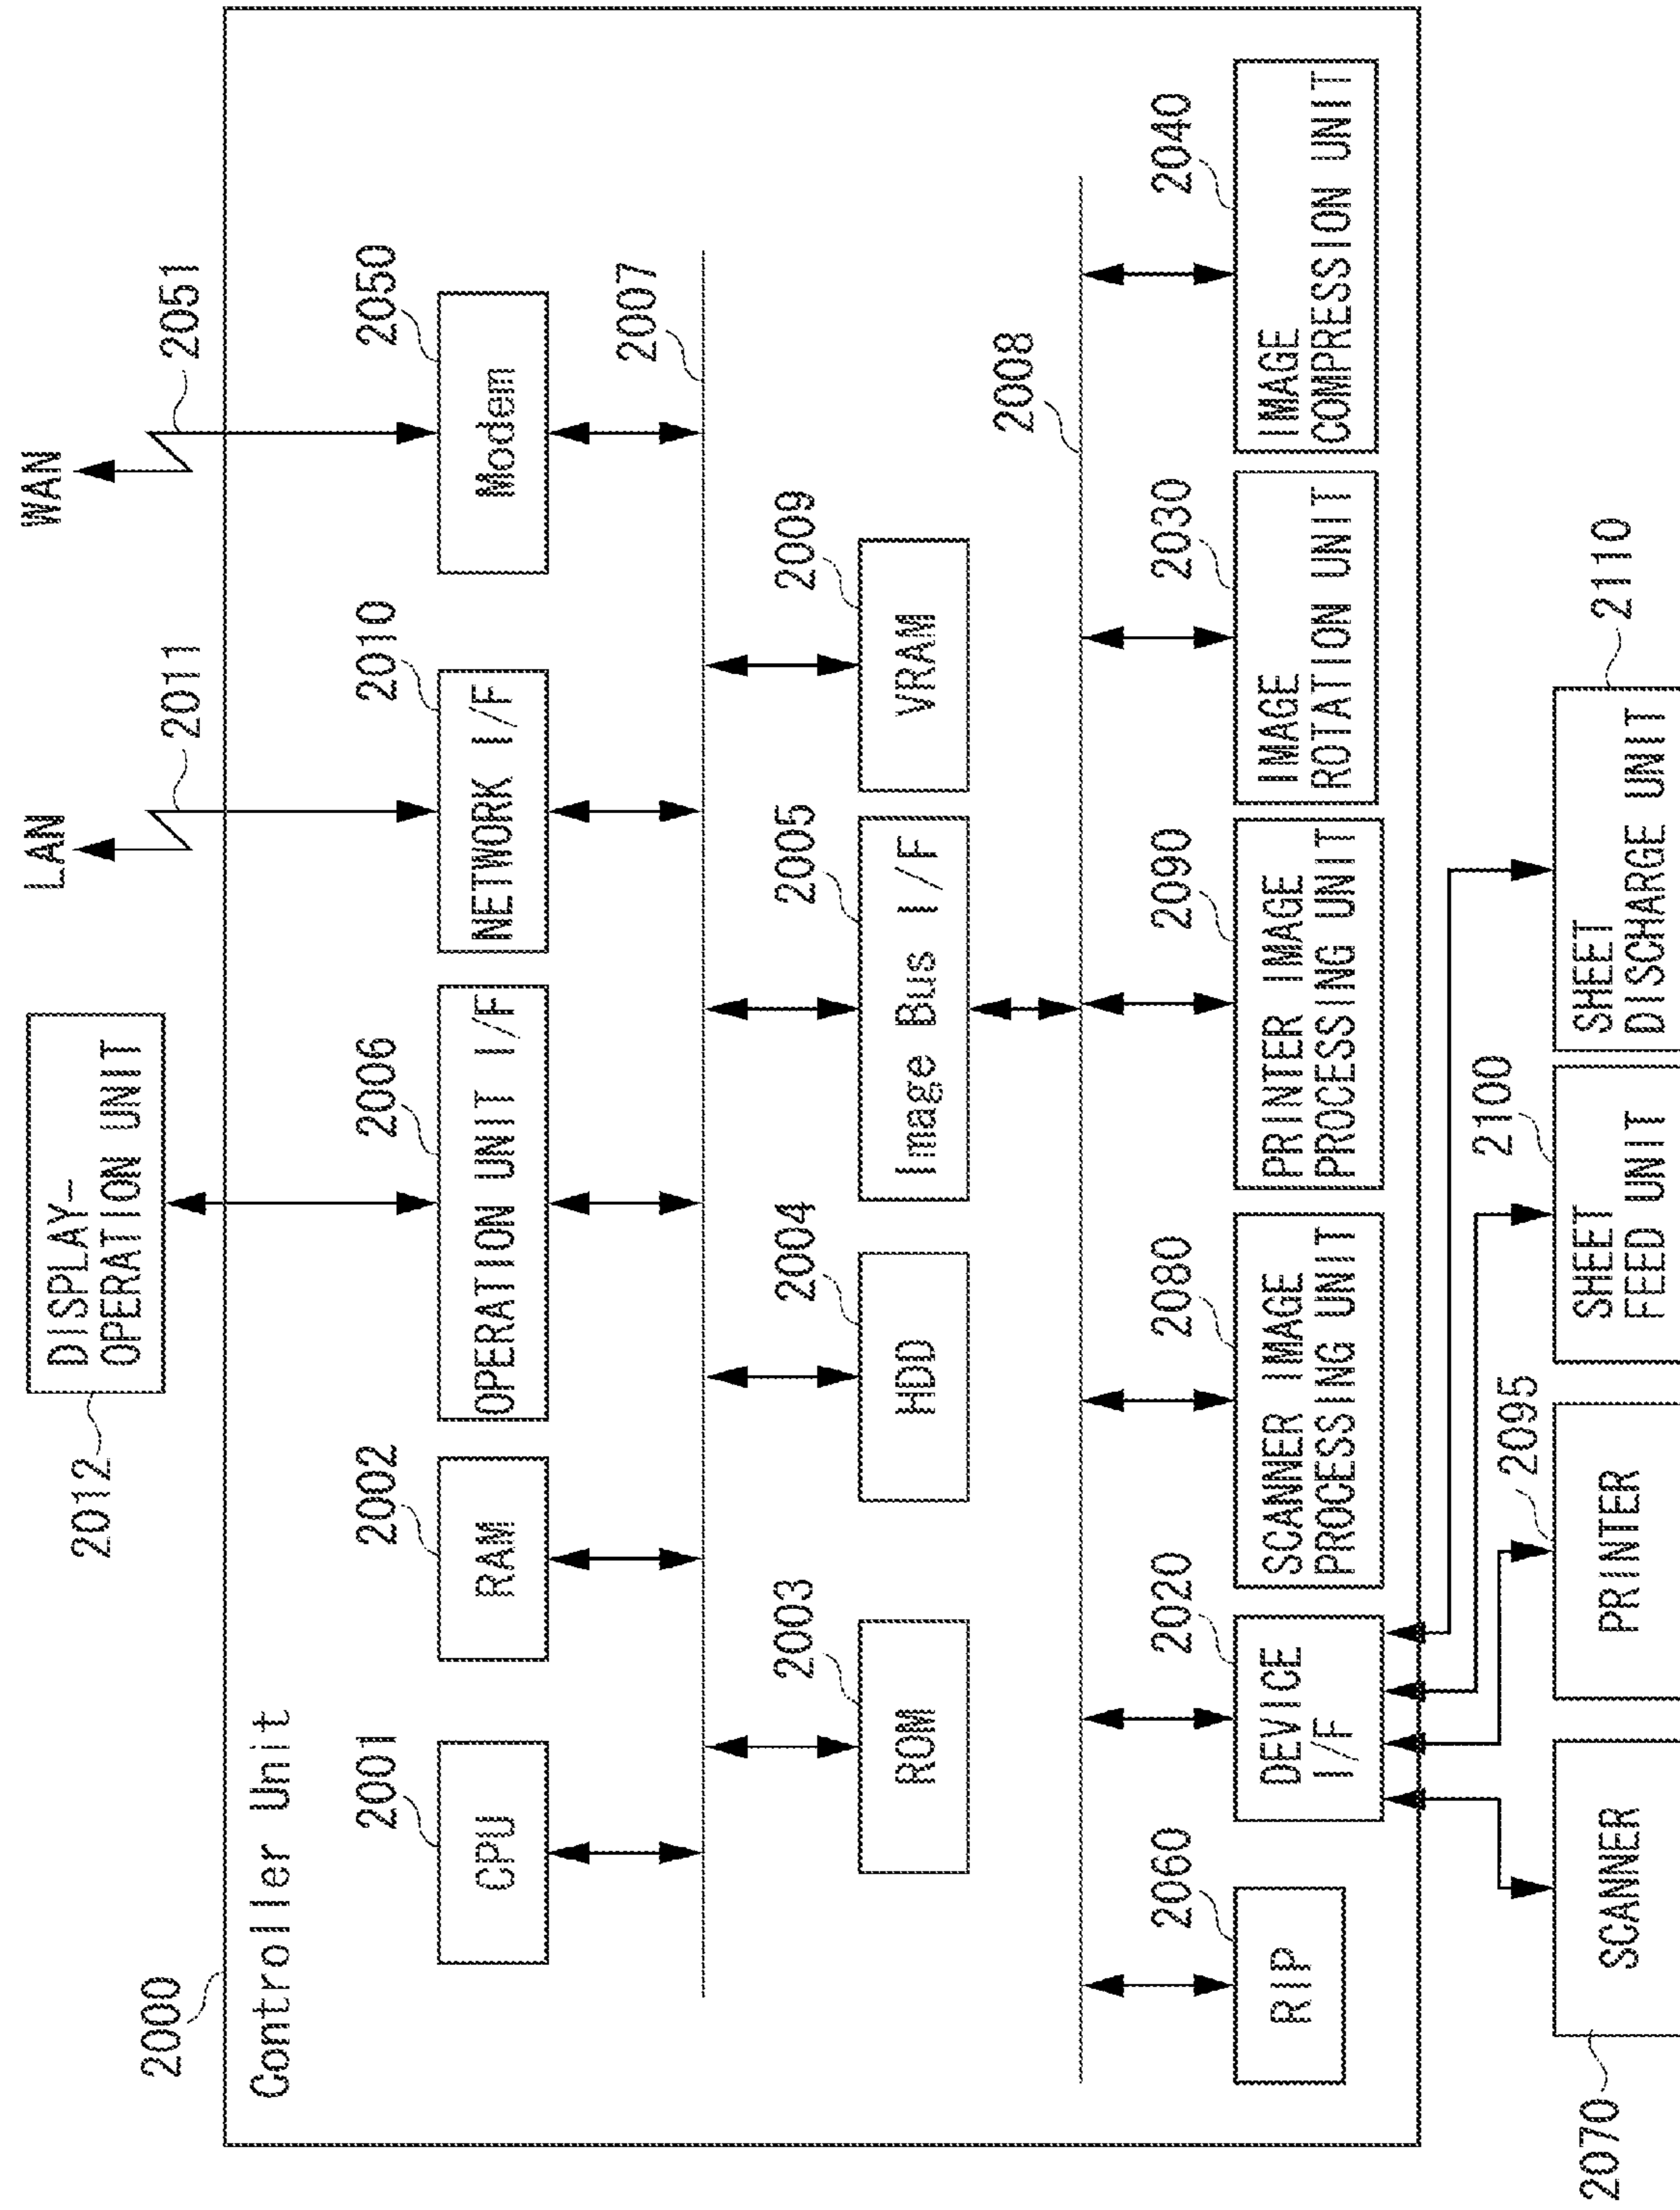 WAN
LAN
2051
2011
DISPLAY-
OPERATION UNIT
2012
2000
Controller Unit
2001
CPU
2002
RAM
2006
OPERATION UNIT I/F
2010
NETWORK I/F
2050
Modem
2007
2003
ROM
2004
HDD
2005
Image Bus I/F
2009
VRAM
2008
2060
RIP
2020
DEVICE
I/F
2080
SCANNER IMAGE
PROCESSING UNIT
2090
PRINTER IMAGE
PROCESSING UNIT
2030
IMAGE
ROTATION UNIT
2040
IMAGE
COMPRESSION UNIT
2070
SCANNER
2095
PRINTER
2100
SHEET
FEED UNIT
2110
SHEET
DISCHARGE UNIT